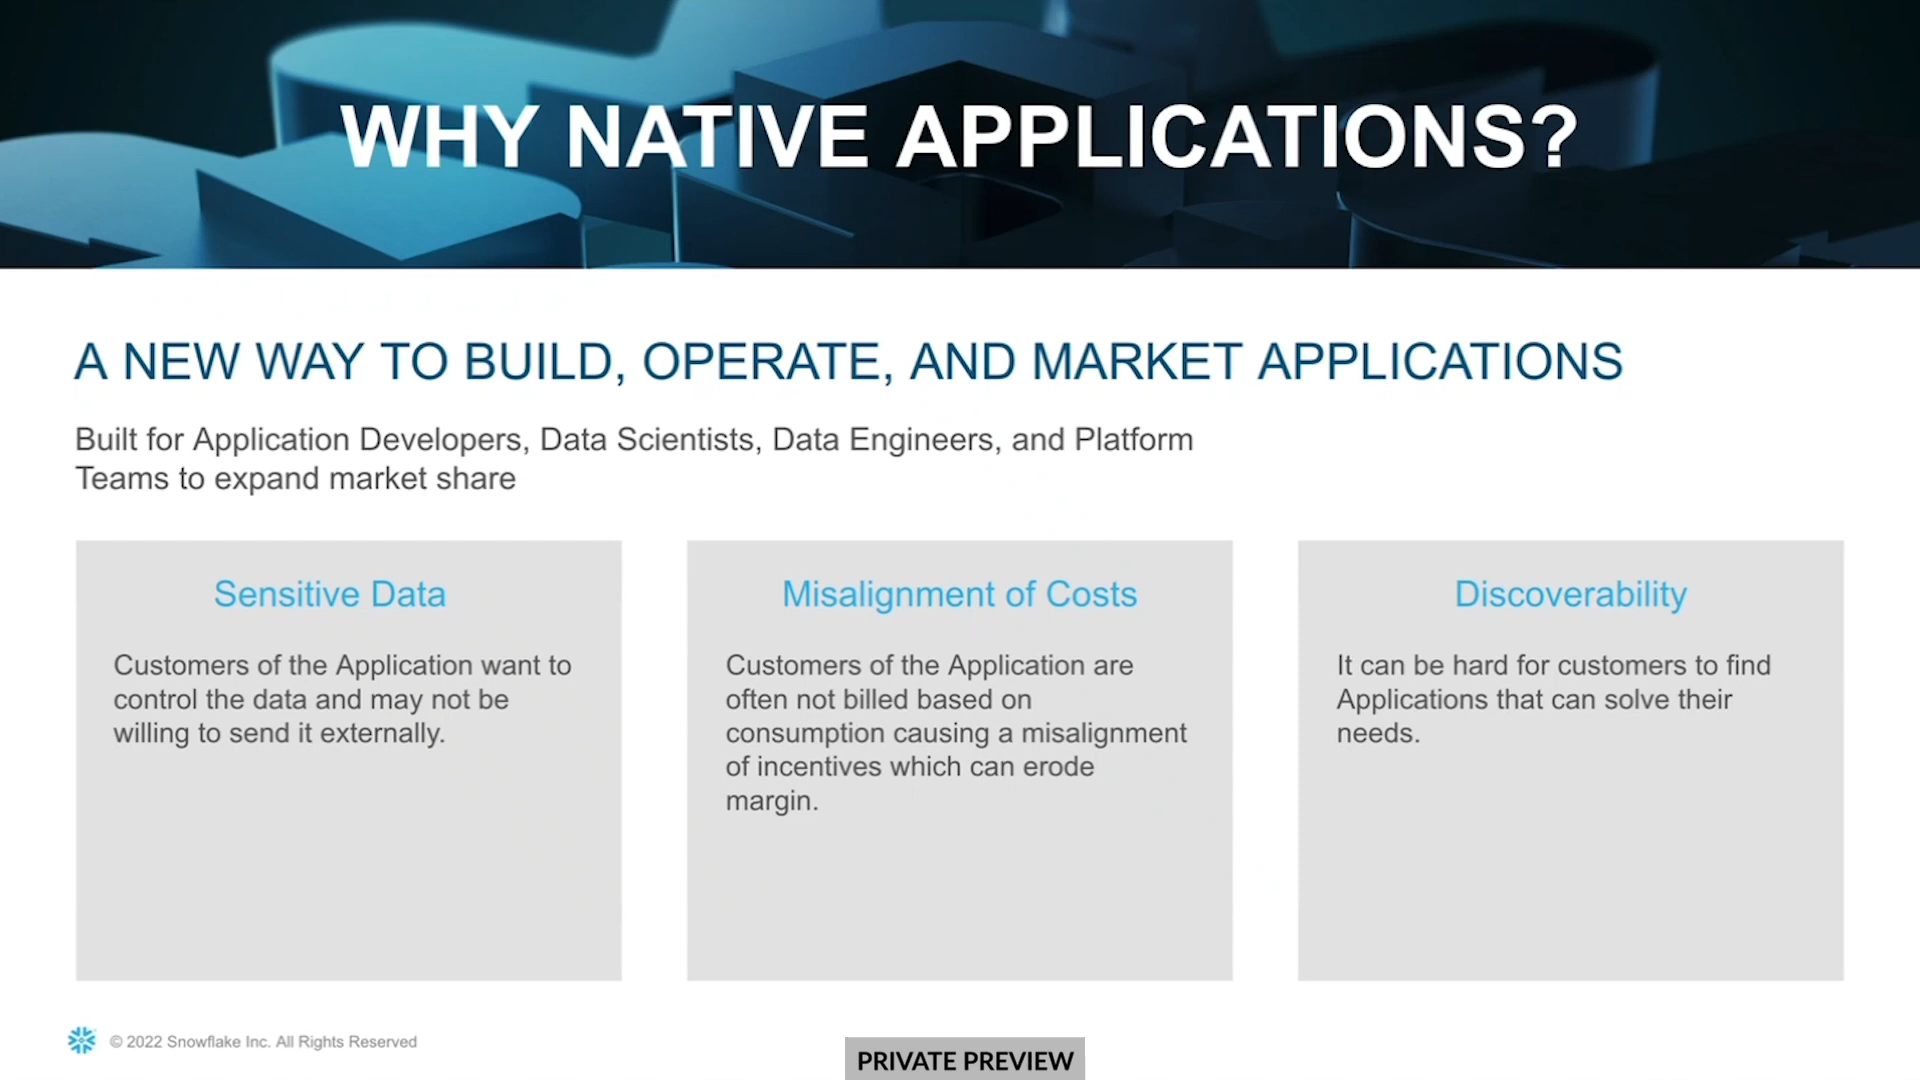 WHY NATIVE APPLICATIONS?
A NEW WAY TO BUILD, OPERATE, AND MARKET APPLICATIONS
Built for Application Developers, Data Scientists, Data Engineers, and Platform
Teams to expand market share
Sensitive Data
Customers of the Application want to
control the data and may not be
willing to send it externally.
Misalignment of Costs
Customers of the Application are
often not billed based on
consumption causing a misalignment
of incentives which can erode
margin.
Discoverability
It can be hard for customers to find
Applications that can solve their
needs.
© 2022 Snowflake Inc. All Rights Reserved
PRIVATE PREVIEW